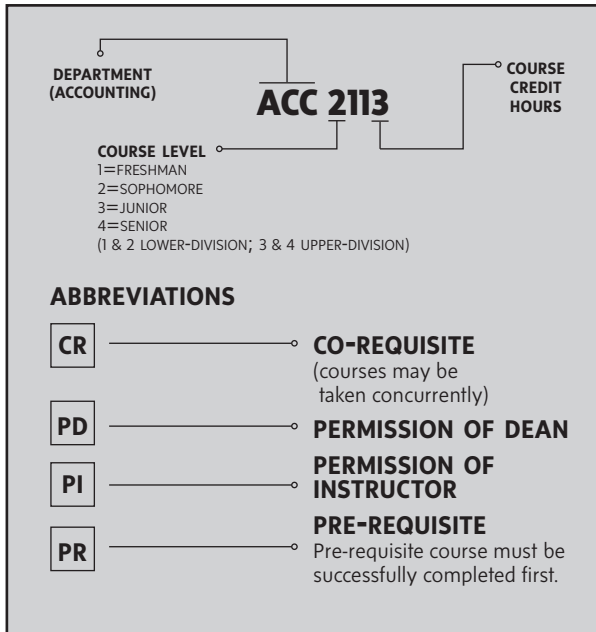 DEPARTMENT
(ACCOUNTING)
ACC 2113
COURSE
CREDIT
HOURS
COURSE LEVEL
1=FRESHMAN
2=SOPHOMORE
3=JUNIOR
4=SENIOR
(1 & 2 LOWER-DIVISION; 3 & 4 UPPER-DIVISION)
ABBREVIATIONS
CR
CO-REQUISITE
(courses may be
taken concurrently)
PD
PERMISSION OF DEAN
PI
PERMISSION OF
INSTRUCTOR
PR
PRE-REQUISITE
Pre-requisite course must be
successfully completed first.